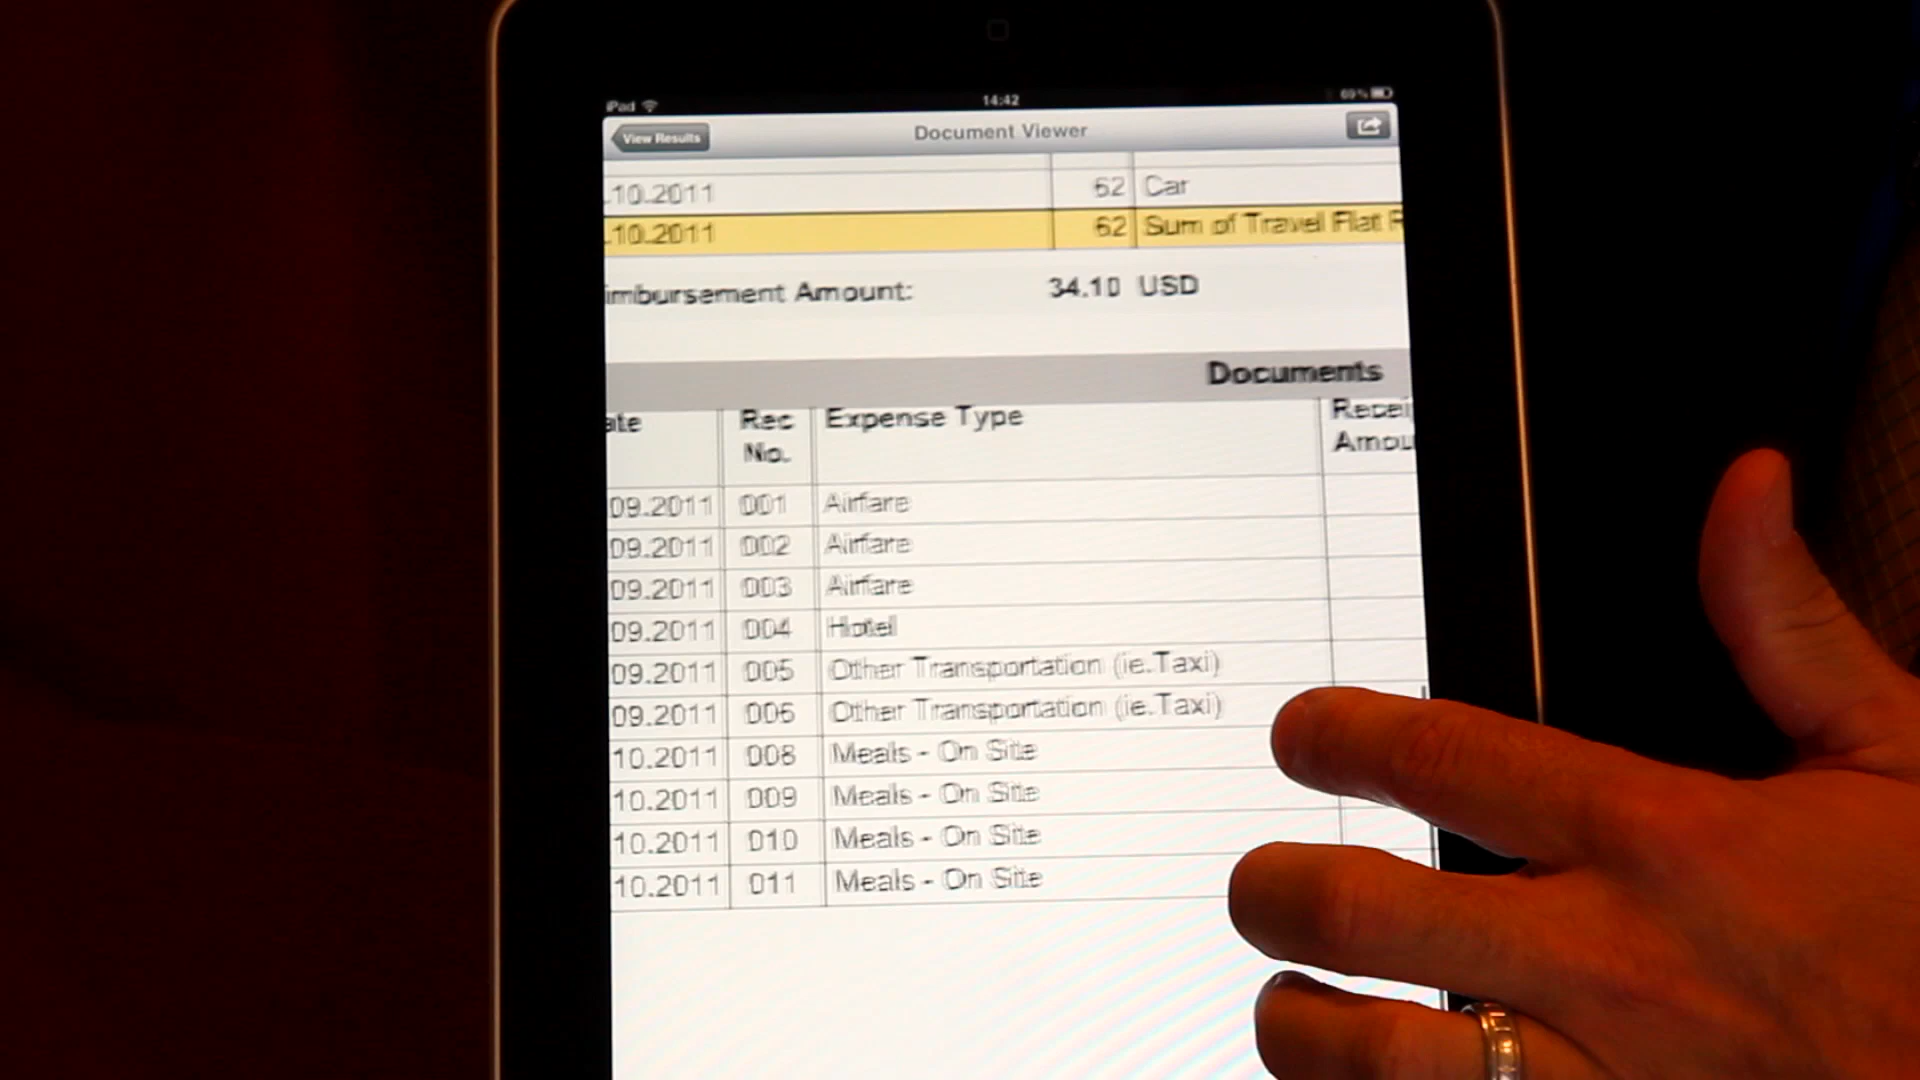 iPad 14:42 69%
View Results Document Viewer
.10.2011 62 Car
.10.2011 62 Sum of Travel Flat R
imbursement Amount: 34.10 USD
Documents
ate Rec No. Expense Type Recei Amou
09.2011 001 Airfare
09.2011 002 Airfare
09.2011 003 Airfare
09.2011 004 Hotel
09.2011 005 Other Transportation (ie.Taxi)
09.2011 006 Other Transportation (ie.Taxi)
10.2011 008 Meals - On Site
10.2011 009 Meals - On Site
10.2011 010 Meals - On Site
10.2011 011 Meals - On Site